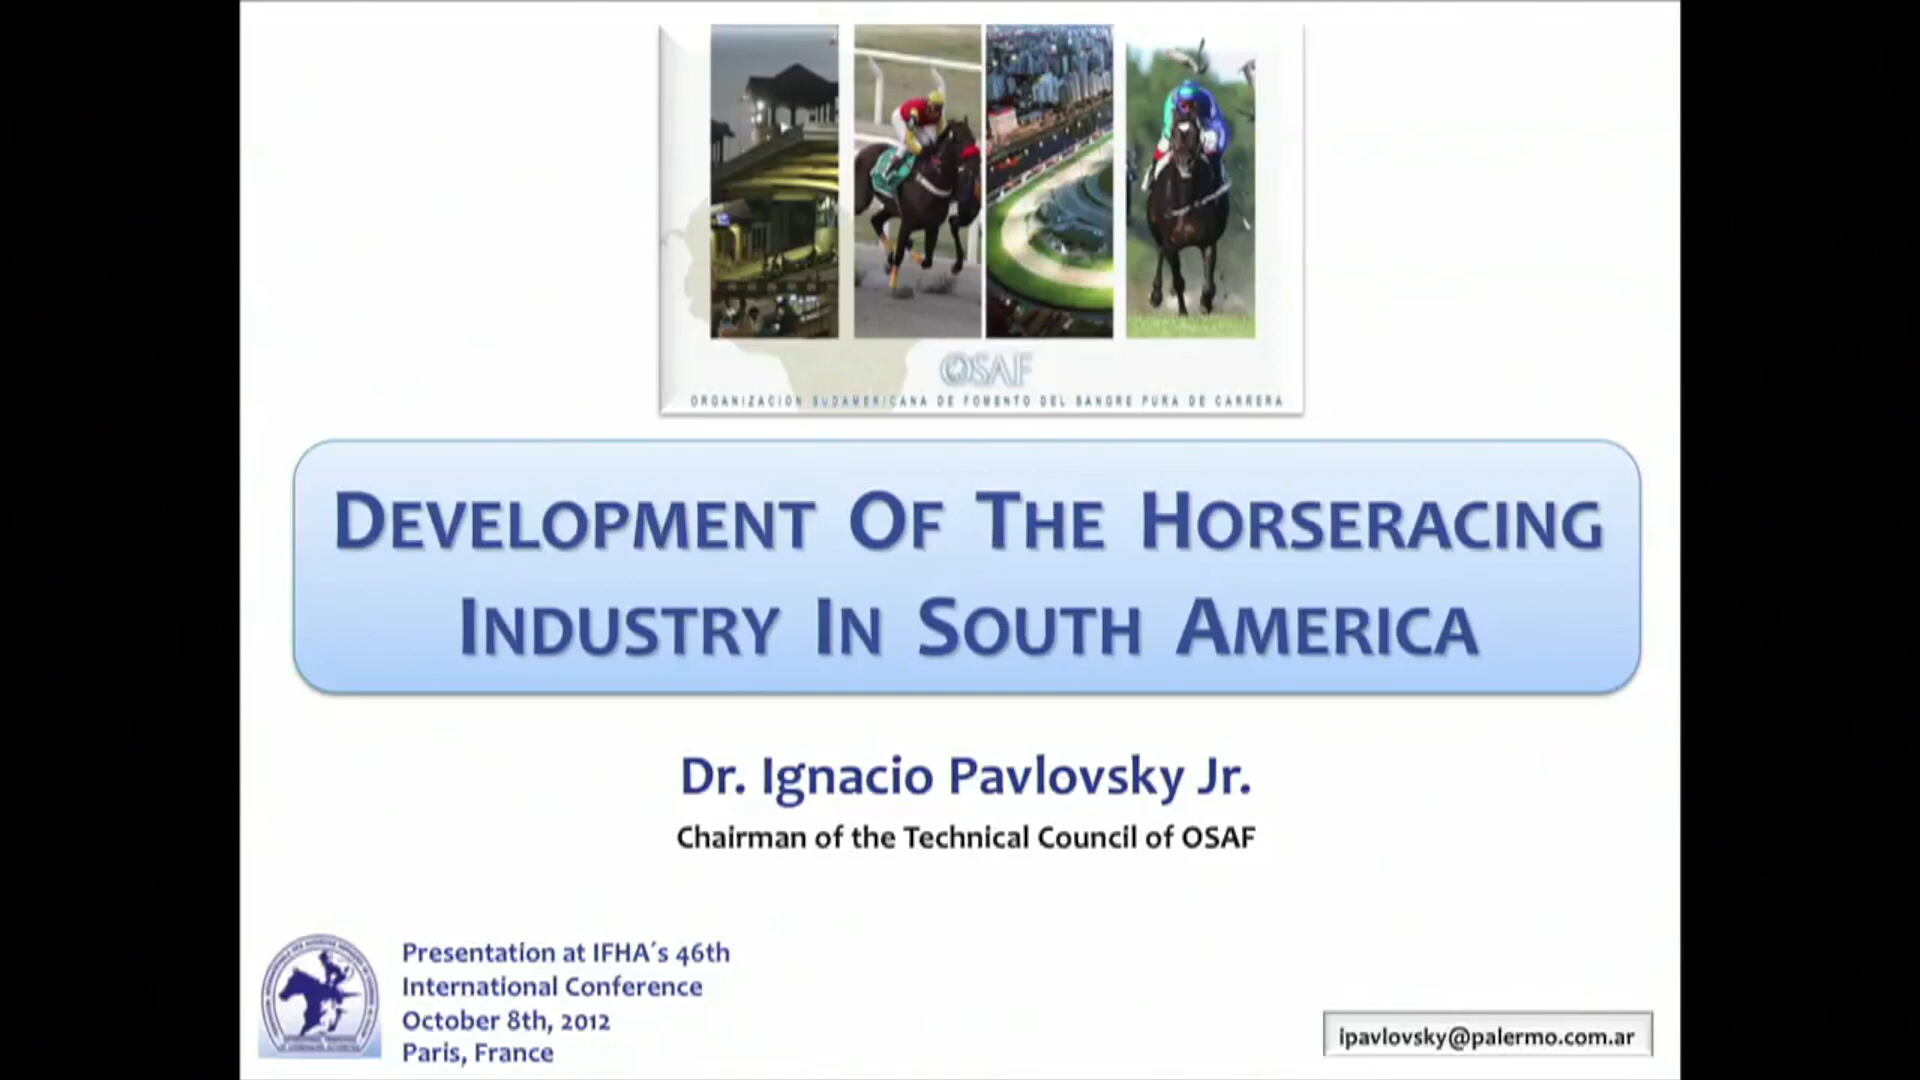 OSAF
ORGANIZACION SUDAMERICANA DE FOMENTO DEL SANGRE PURA DE CARRERA
DEVELOPMENT OF THE HORSERACING
INDUSTRY IN SOUTH AMERICA
Dr. Ignacio Pavlovsky Jr.
Chairman of the Technical Council of OSAF
Presentation at IFHA´s 46th
International Conference
October 8th, 2012
Paris, France
ipavlovsky@palermo.com.ar